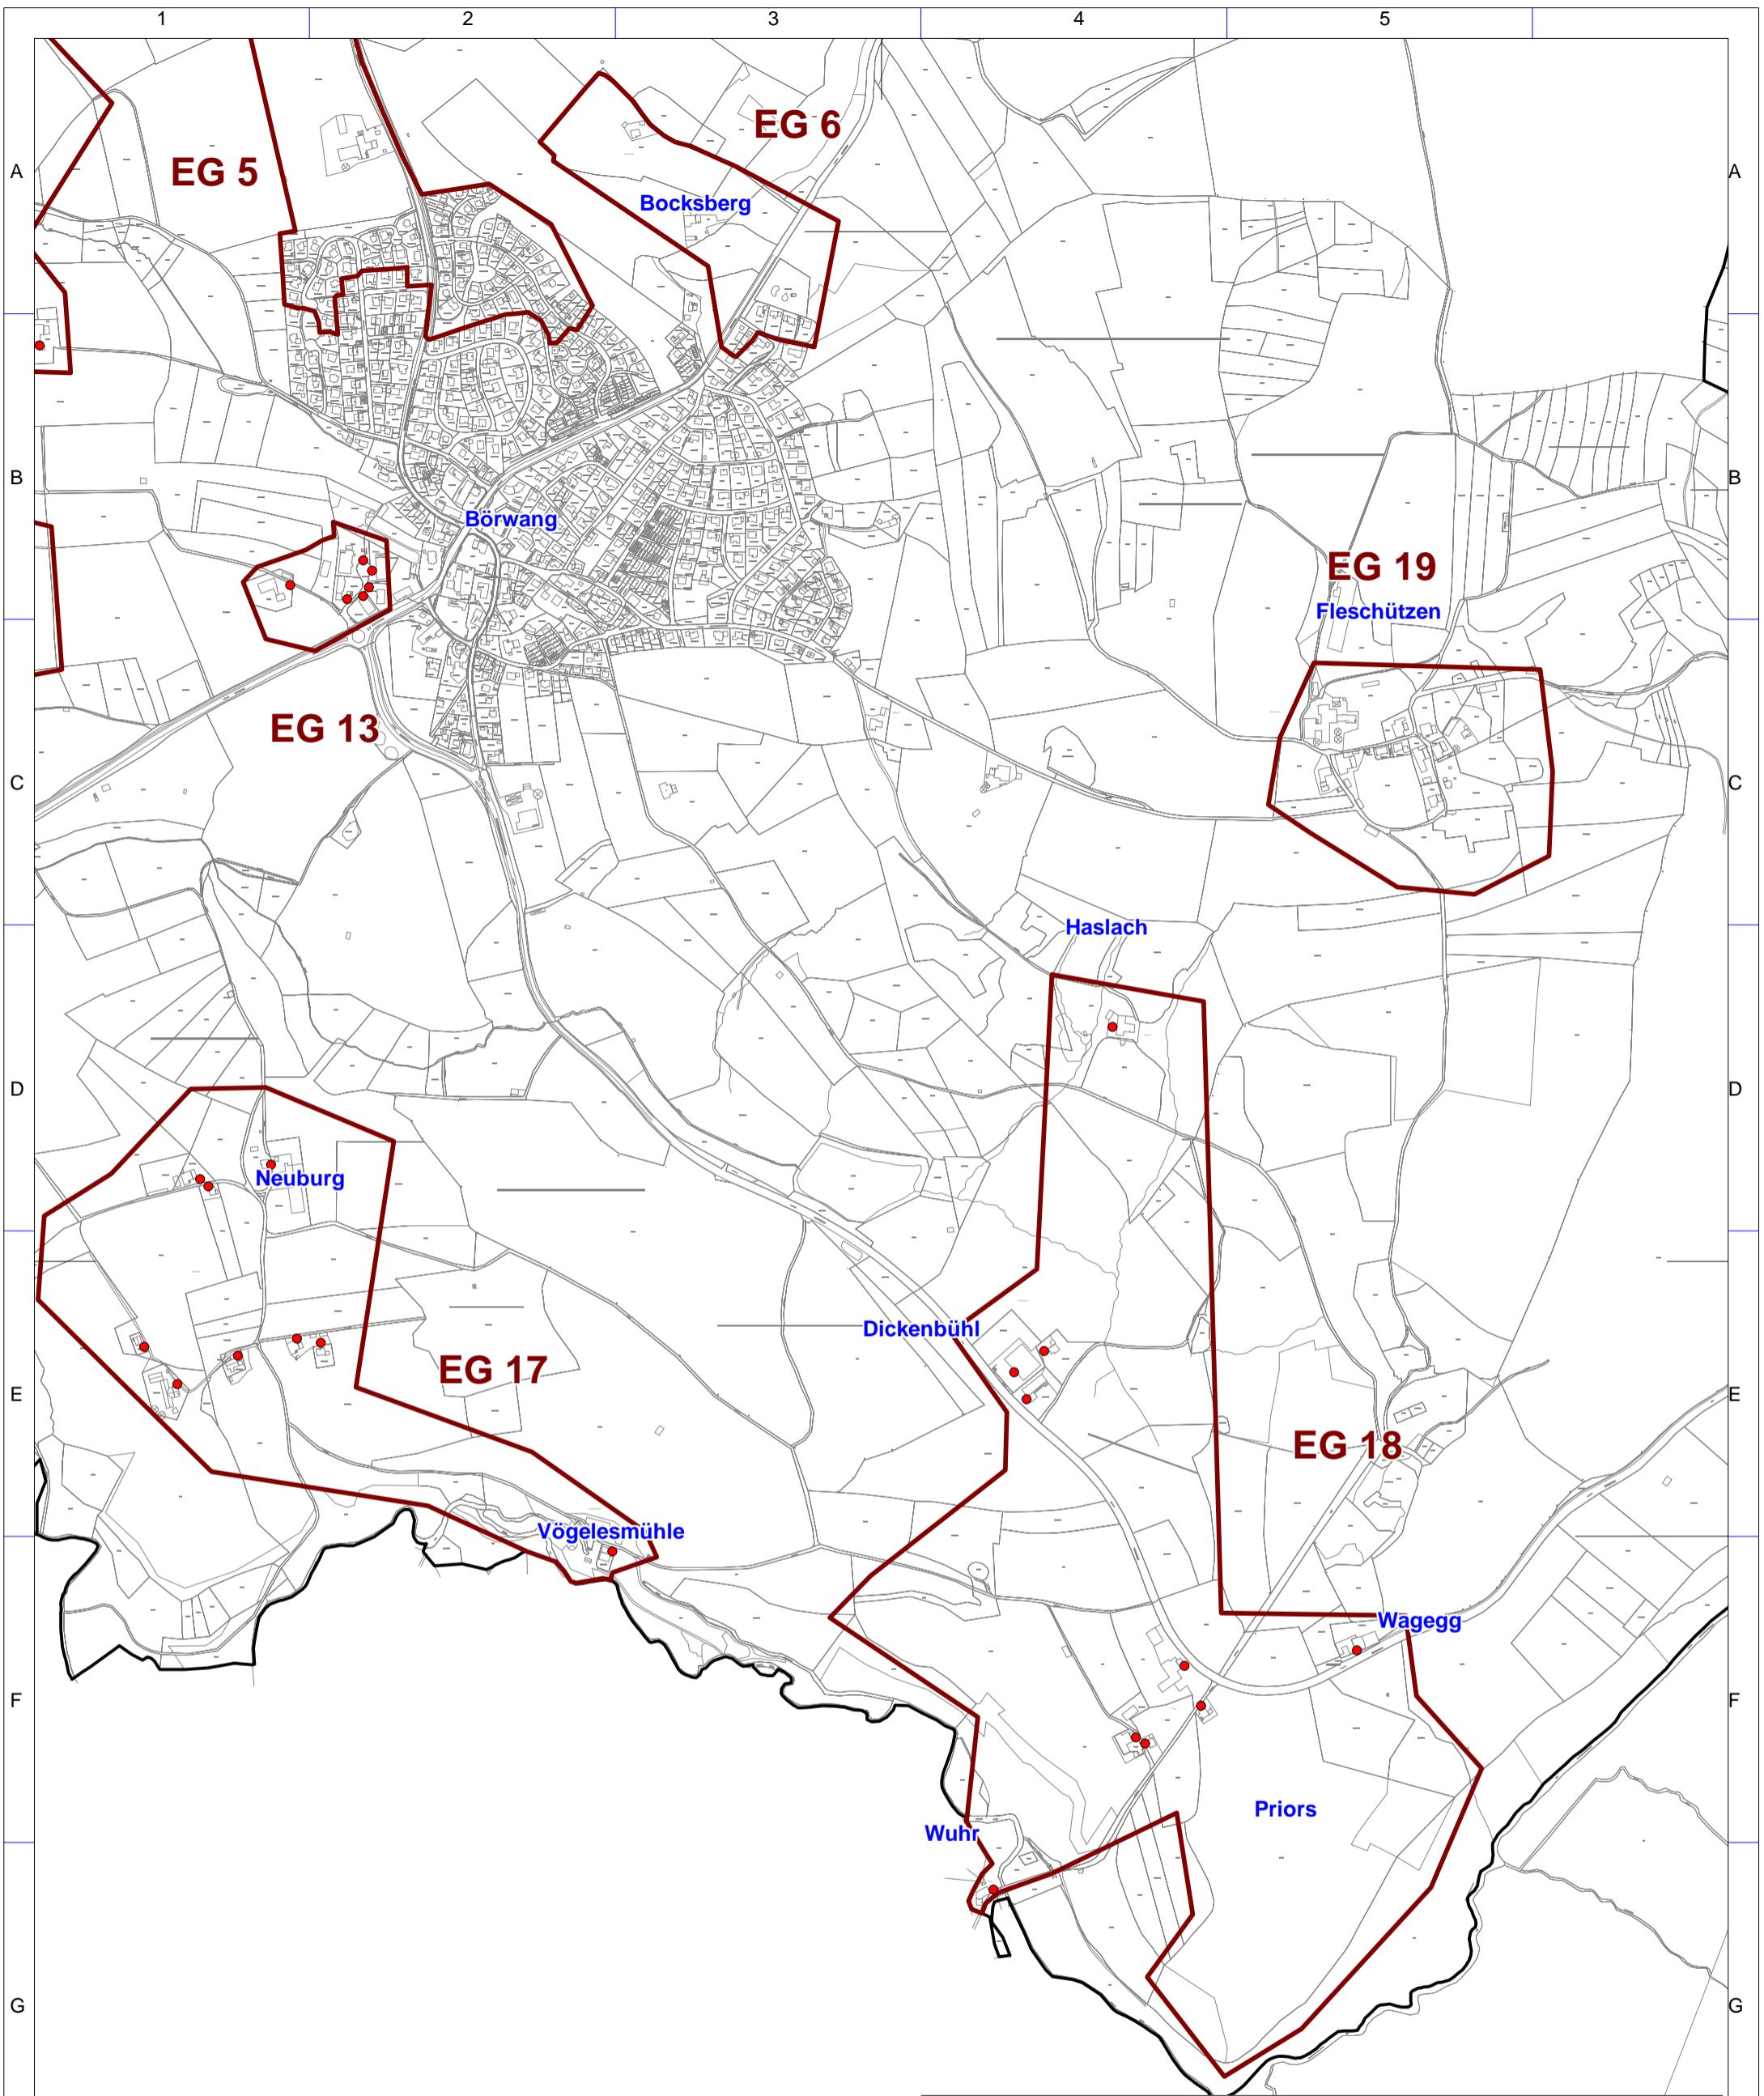 1 2 3 4 5
A EG 5 EG 6 A
Bocksberg
B B
Börwang
EG 19
Fleschützen
EG 13
C C
Haslach
D D
Neuburg
Dickenbühl
EG 17
E E
EG 18
Vögelesmühle
Wagegg
F F
Priors
Wuhr
G G